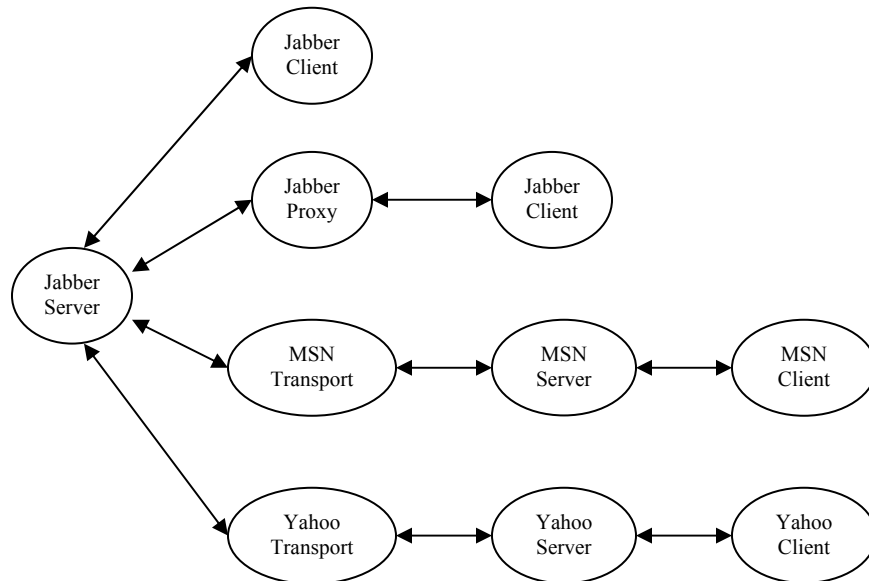 Jabber
Client
Jabber
Proxy
Jabber
Client
Jabber
Server
MSN
Transport
MSN
Server
MSN
Client
Yahoo
Transport
Yahoo
Server
Yahoo
Client